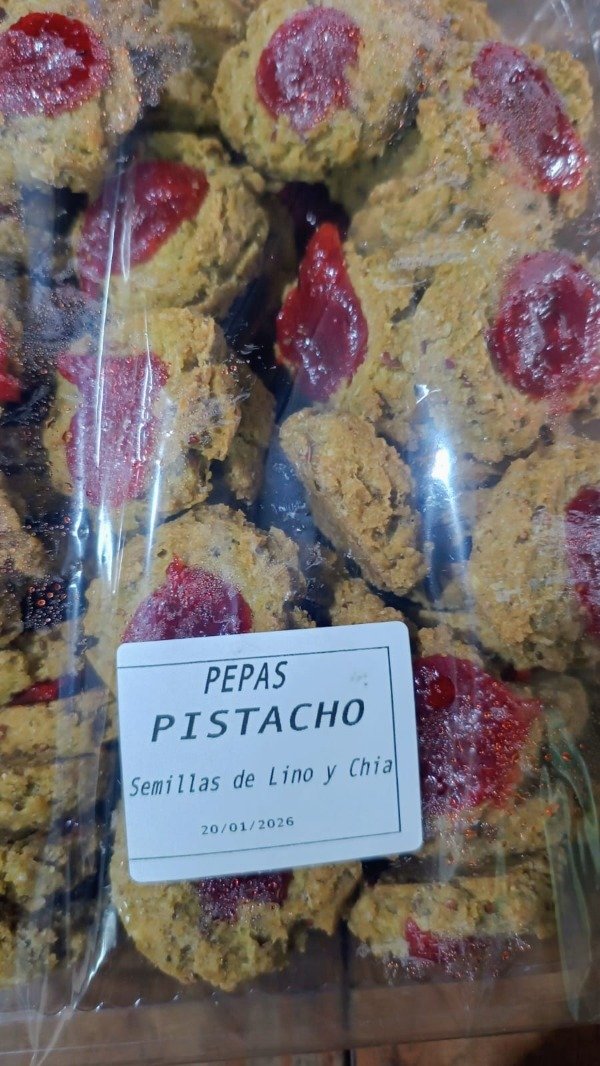 PEPAS
PISTACHO
Semillas de Lino y Chia
20/01/2026